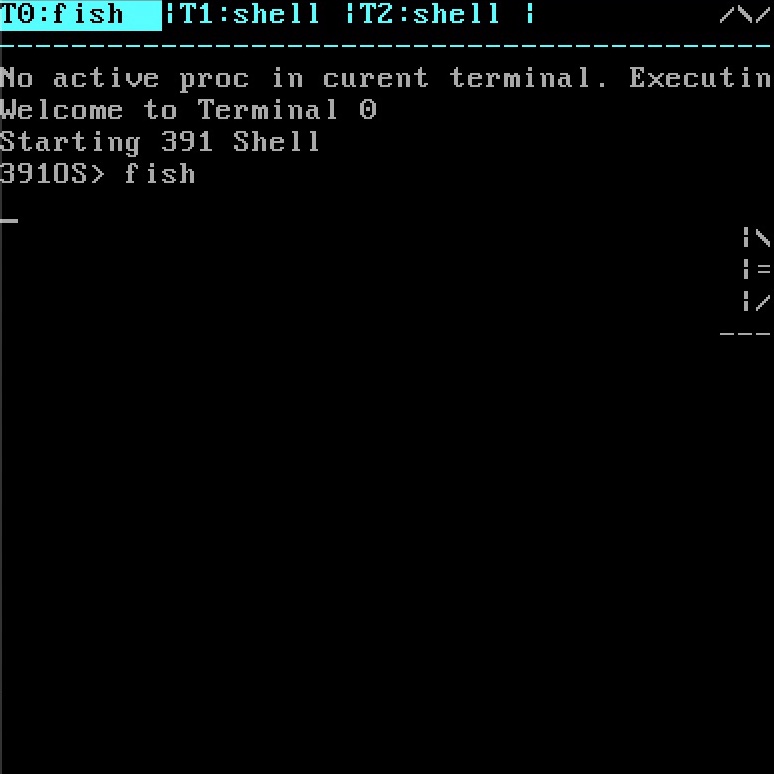 T0:fish |T1:shell |T2:shell | /\/
-------------------------------------------
No active proc in curent terminal. Executin
Welcome to Terminal 0
Starting 391 Shell
391OS> fish
_
|\
|=
|/
---